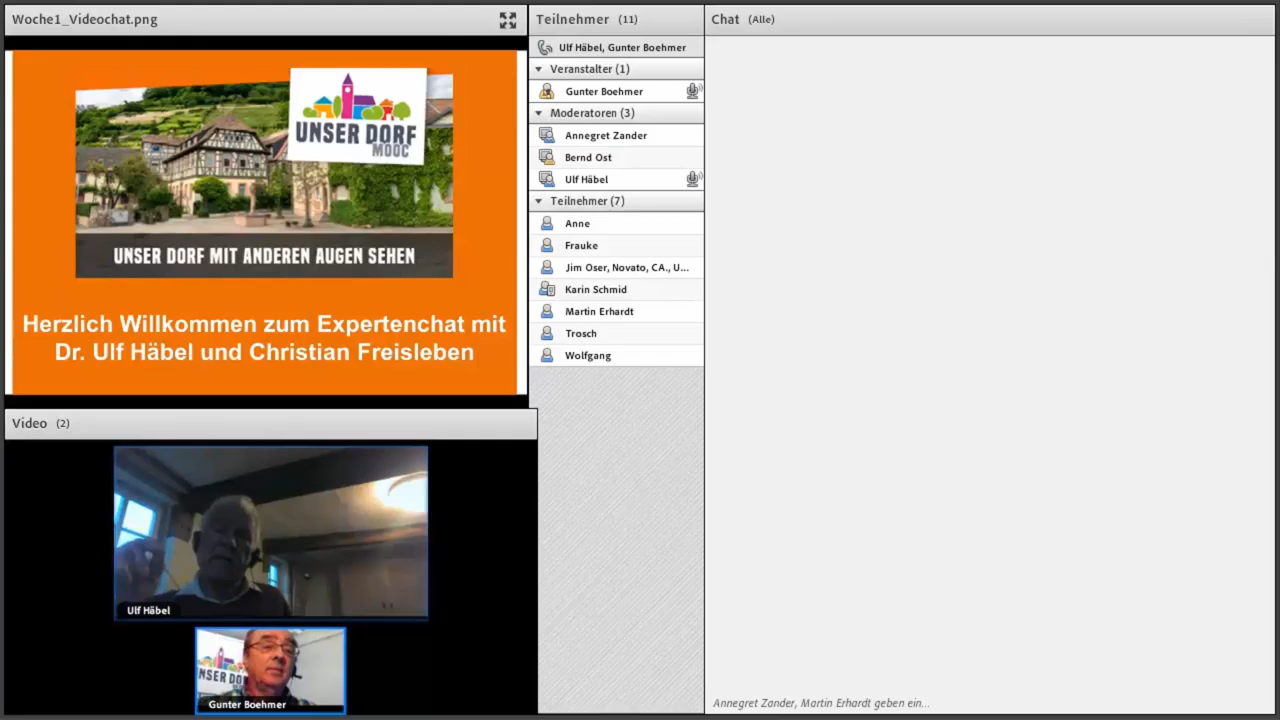 Woche1_Videochat.png
UNSER DORF
MOOC
UNSER DORF MIT ANDEREN AUGEN SEHEN
Herzlich Willkommen zum Expertenchat mit
Dr. Ulf Häbel und Christian Freisleben
Video (2)
Ulf Häbel
NSER DO
Gunter Boehmer
Teilnehmer (11)
Ulf Häbel, Gunter Boehmer
Veranstalter (1)
Gunter Boehmer
Moderatoren (3)
Annegret Zander
Bernd Ost
Ulf Häbel
Teilnehmer (7)
Anne
Frauke
Jim Oser, Novato, CA., U...
Karin Schmid
Martin Erhardt
Trosch
Wolfgang
Chat (Alle)
Annegret Zander, Martin Erhardt geben ein...